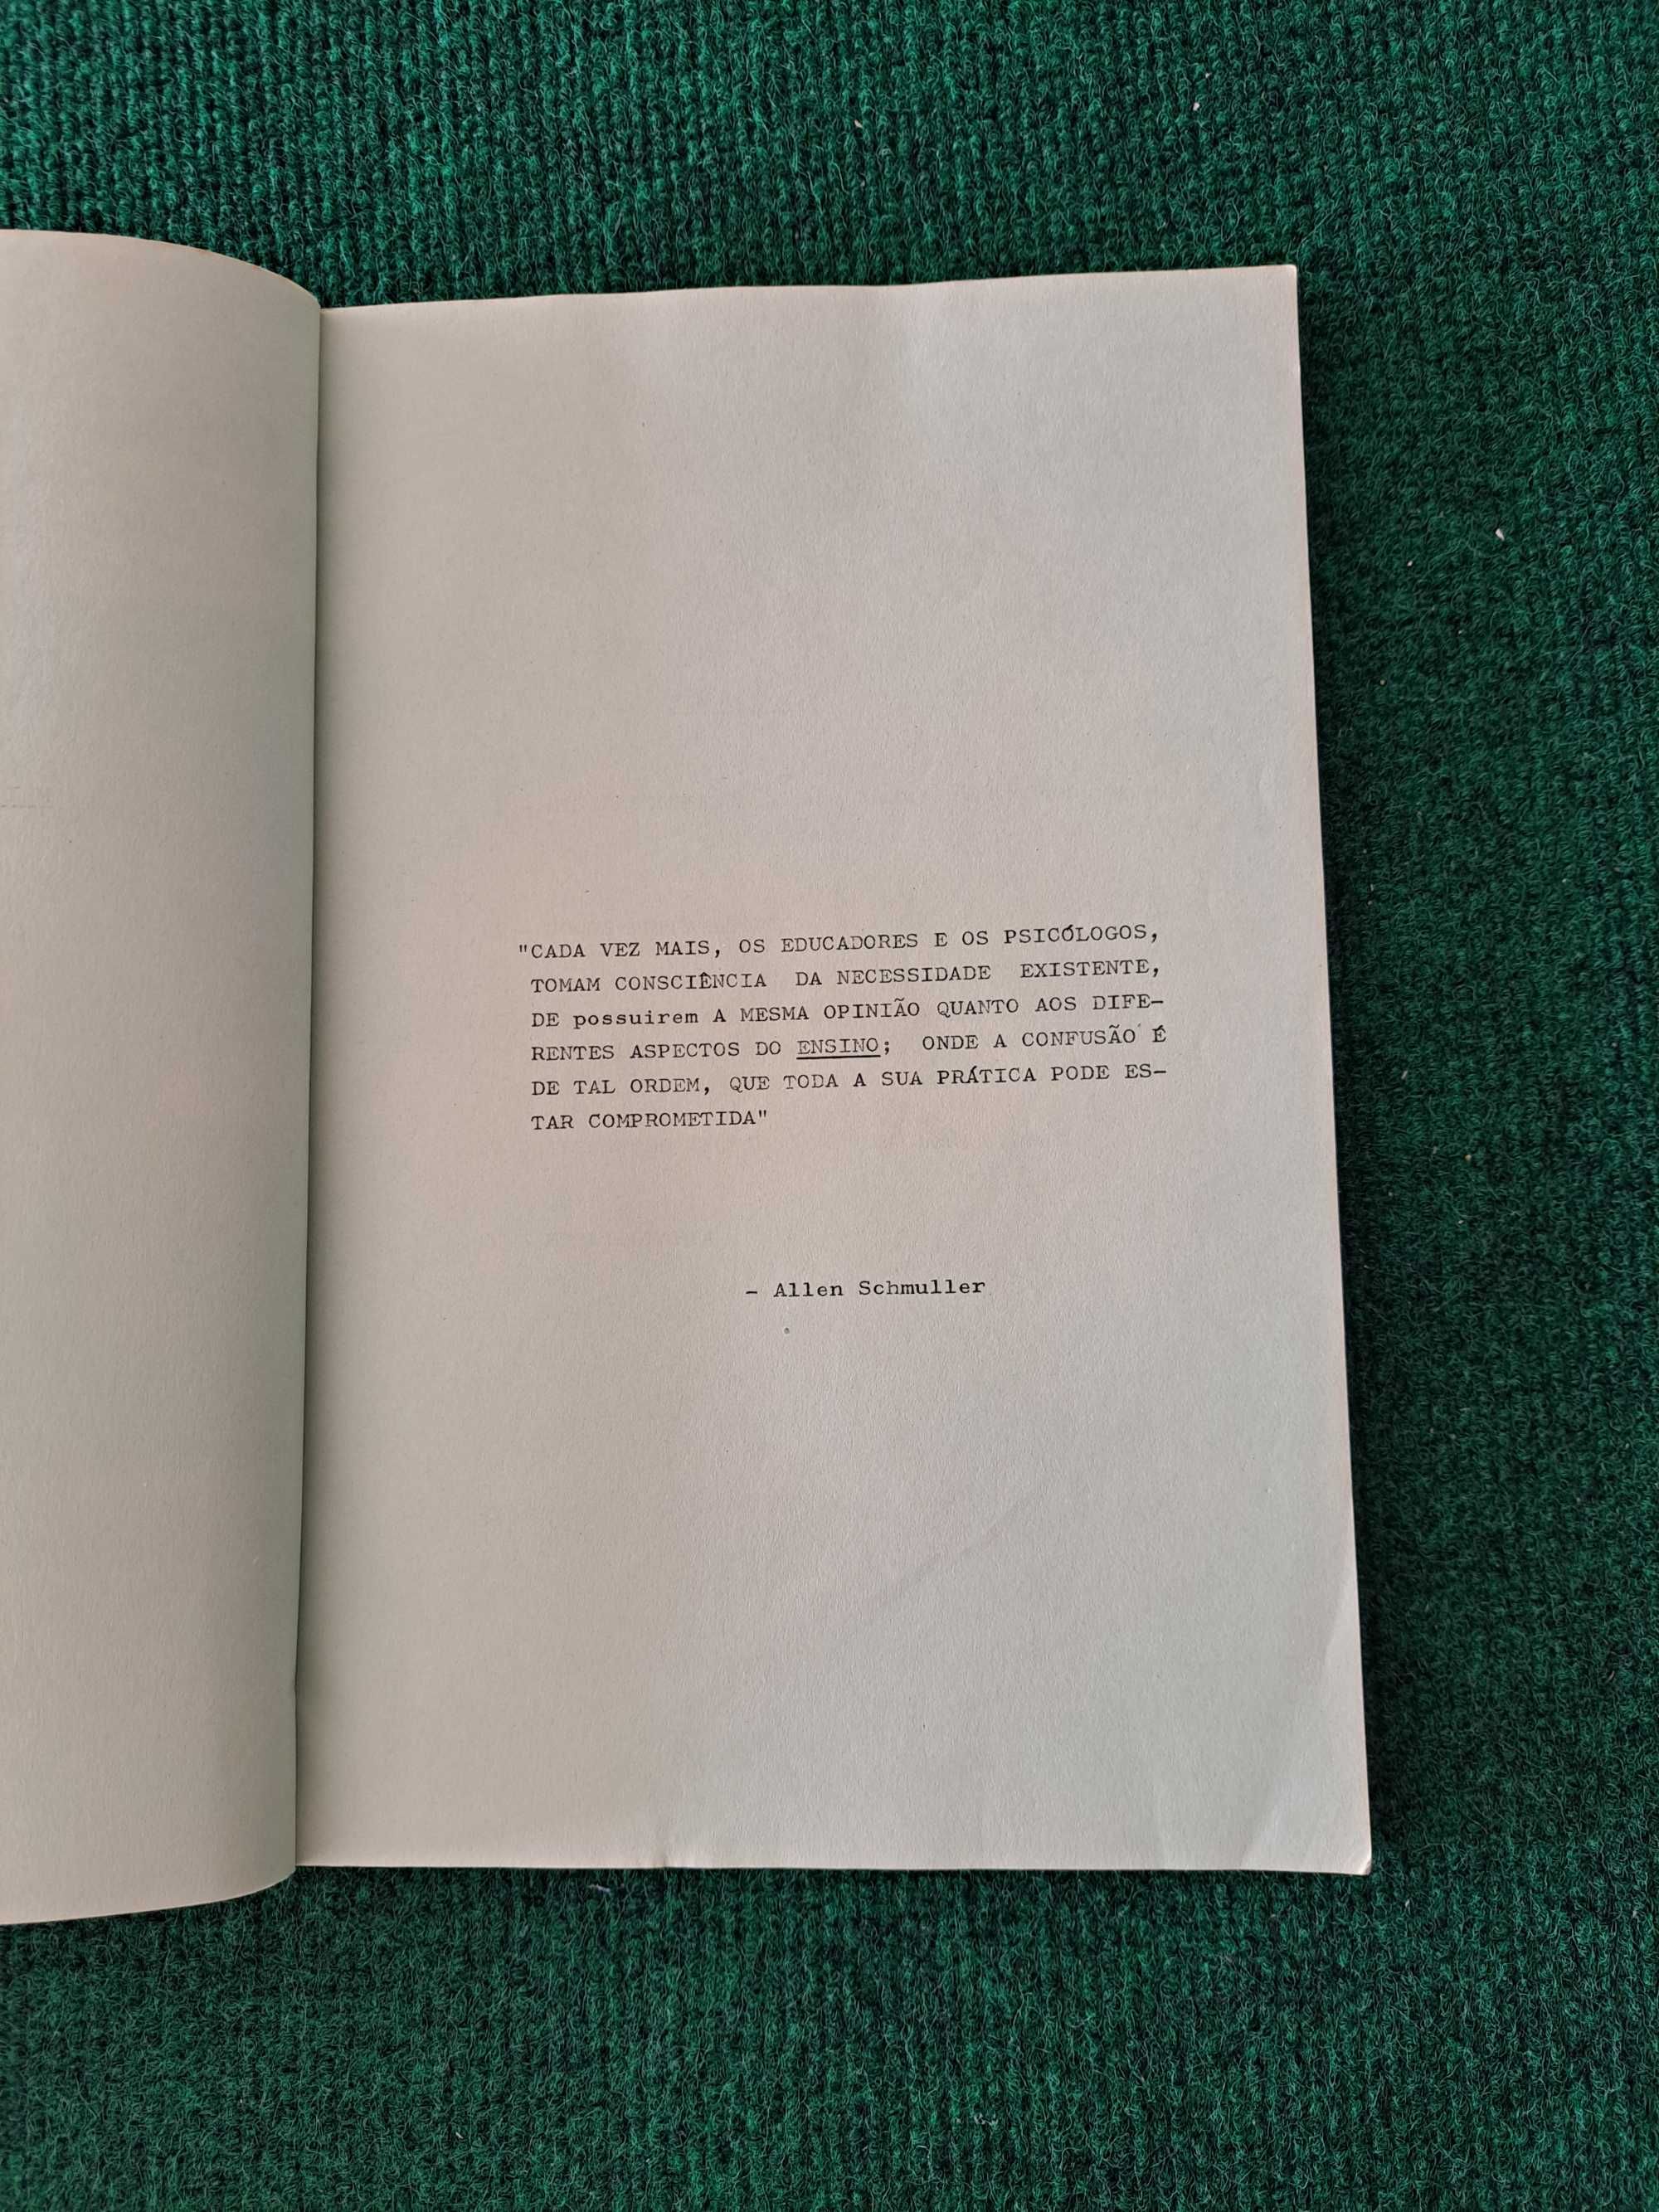 "CADA VEZ MAIS, OS EDUCADORES E OS PSICÓLOGOS,
TOMAM CONSCIÊNCIA DA NECESSIDADE EXISTENTE,
DE possuirem A MESMA OPINIÃO QUANTO AOS DIFE-
RENTES ASPECTOS DO ENSINO; ONDE A CONFUSÃO É
DE TAL ORDEM, QUE TODA A SUA PRÁTICA PODE ES-
TAR COMPROMETIDA"
- Allen Schmuller